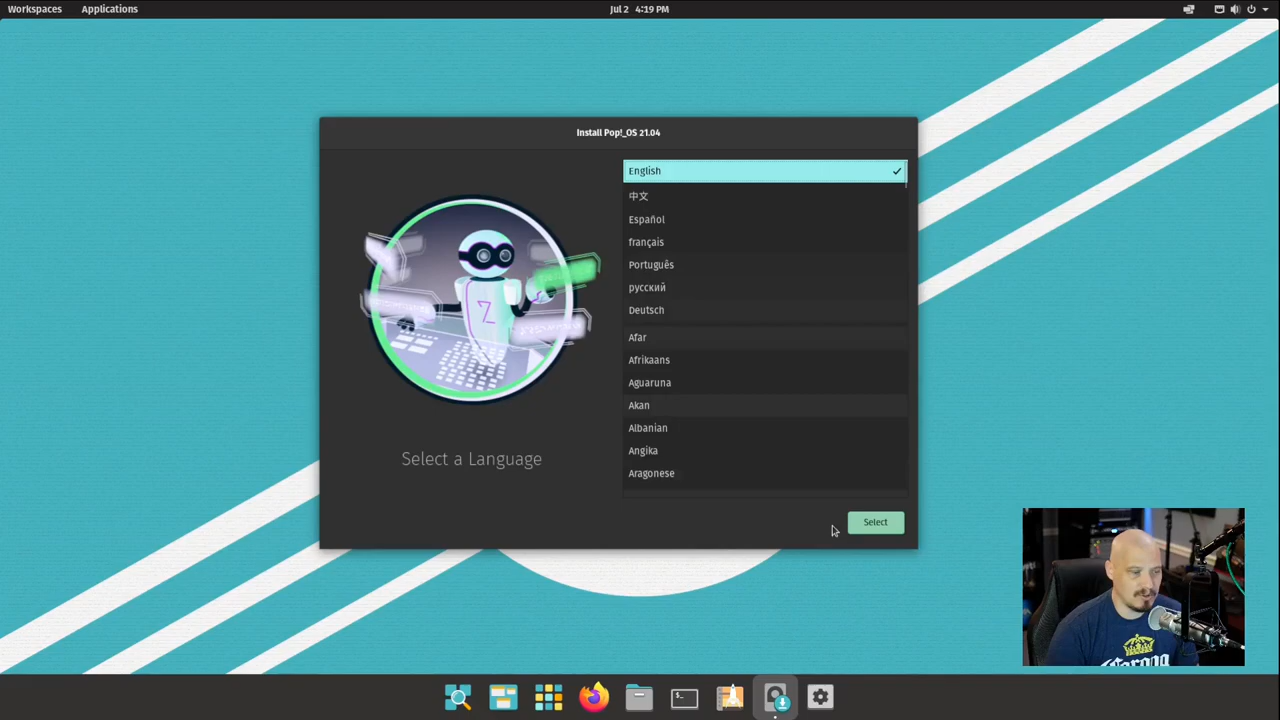 Workspaces Applications Jul 2 4:19 PM
Install Pop!_OS 21.04
English
中文
Español
français
Português
русский
Deutsch
Afar
Afrikaans
Aguaruna
Akan
Albanian
Angika
Aragonese
Select a Language
Select
Corona